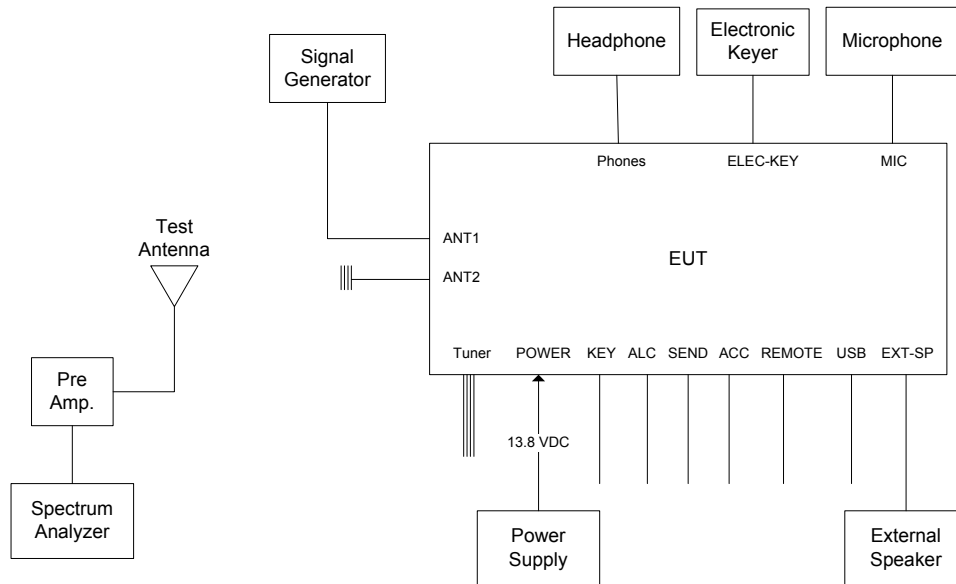 Headphone
Electronic
Keyer
Microphone
Signal
Generator
Phones
ELEC-KEY
MIC
Test
Antenna
ANT1
ANT2
EUT
Tuner
POWER
KEY
ALC
SEND
ACC
REMOTE
USB
EXT-SP
Pre
Amp.
13.8 VDC
Spectrum
Analyzer
Power
Supply
External
Speaker